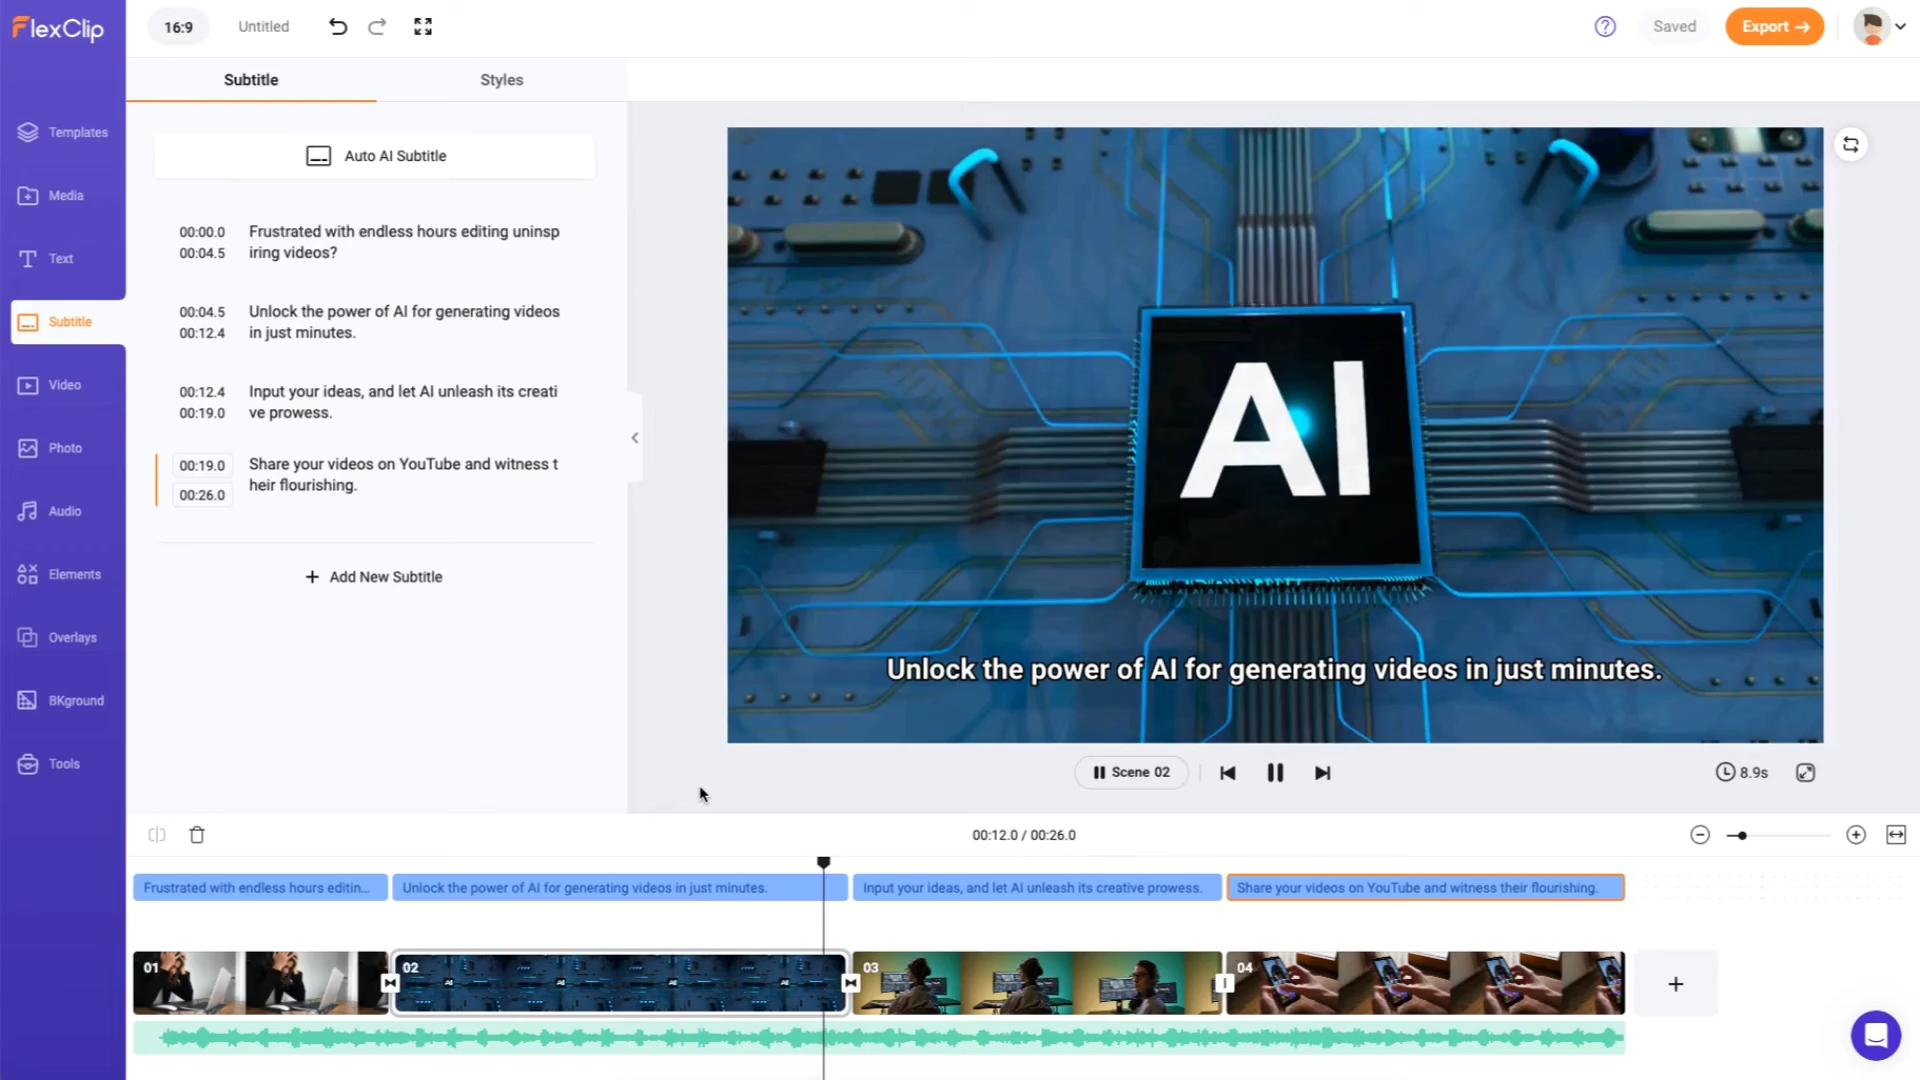 FlexClip
16:9
Untitled
Saved
Export →
Subtitle
Styles
Templates
Media
Text
Subtitle
Video
Photo
Audio
Elements
Overlays
BKground
Tools
Auto AI Subtitle
00:00.0
00:04.5
Frustrated with endless hours editing uninsp
iring videos?
00:04.5
00:12.4
Unlock the power of AI for generating videos
in just minutes.
00:12.4
00:19.0
Input your ideas, and let AI unleash its creati
ve prowess.
00:19.0
00:26.0
Share your videos on YouTube and witness t
heir flourishing.
+ Add New Subtitle
AI
Unlock the power of AI for generating videos in just minutes.
Scene 02
8.9s
00:12.0 / 00:26.0
Frustrated with endless hours editin...
Unlock the power of AI for generating videos in just minutes.
Input your ideas, and let AI unleash its creative prowess.
Share your videos on YouTube and witness their flourishing.
01
02
AI
AI
AI
AI
03
04
+